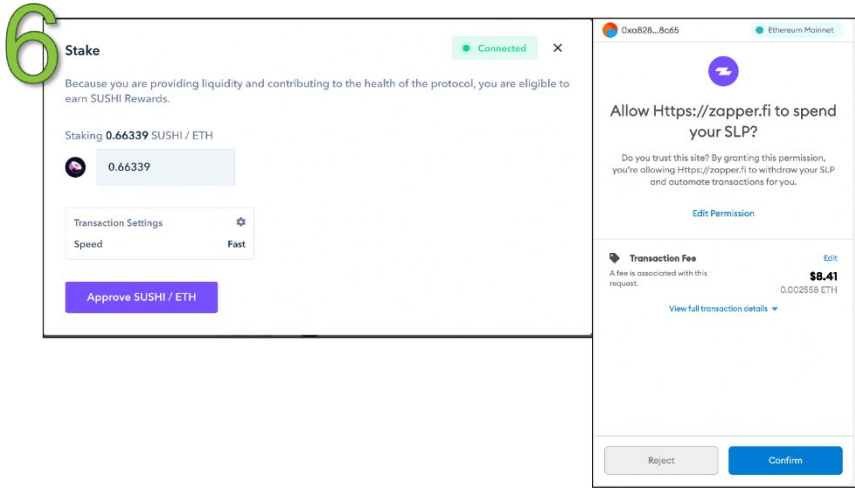 6
Stake
Connected
Because you are providing liquidity and contributing to the health of the protocol, you are eligible to
earn SUSHI Rewards.
Staking 0.66339 SUSHI / ETH
0.66339
Transaction Settings
Speed Fast
Approve SUSHI / ETH
0xa828...8c65 Ethereum Mainnet
Allow Https://zapper.fi to spend
your SLP?
Do you trust this site? By granting this permission,
you're allowing Https://zapper.fi to withdraw your SLP
and automate transactions for you.
Edit Permission
Transaction Fee Edit
A fee is associated with this
request.
$8.41
0.002558 ETH
View full transaction details
Reject Confirm